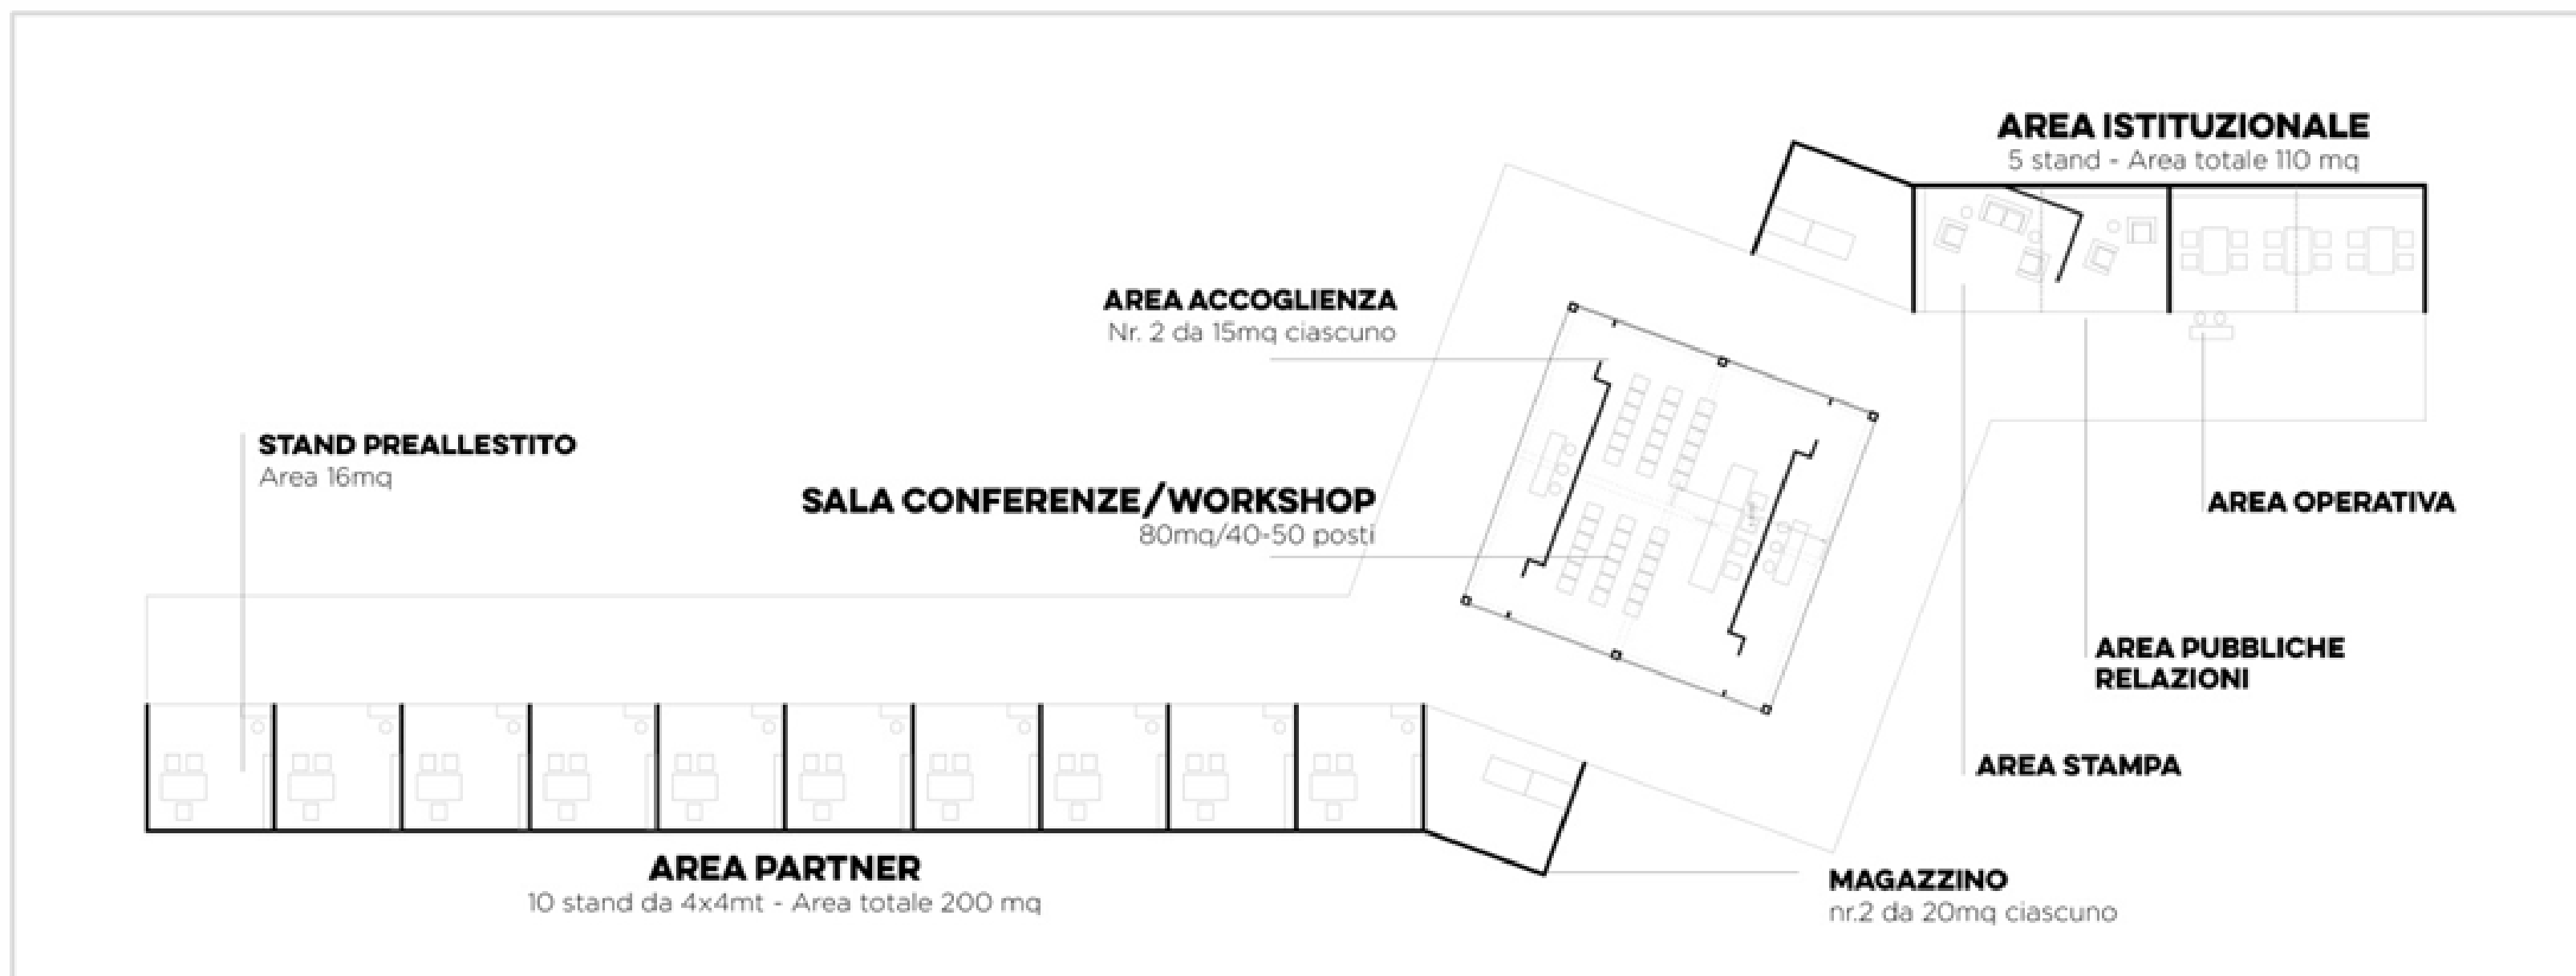 AREA ISTITUZIONALE
5 stand - Area totale 110 mq
AREA ACCOGLIENZA
Nr. 2 da 15mq ciascuno
STAND PREALLESTITO
Area 16mq
SALA CONFERENZE/WORKSHOP
80mq/40-50 posti
AREA OPERATIVA
AREA PUBBLICHE
RELAZIONI
AREA STAMPA
AREA PARTNER
10 stand da 4x4mt - Area totale 200 mq
MAGAZZINO
nr.2 da 20mq ciascuno